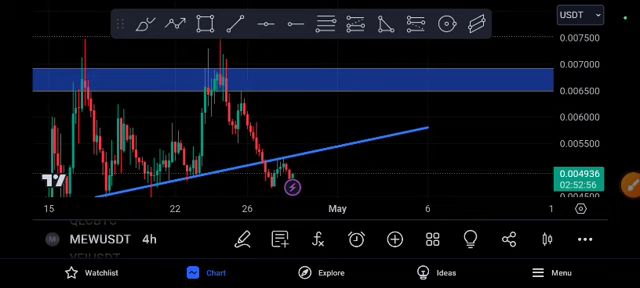 USDT
0.007500
0.007000
0.006500
0.006000
0.005500
0.004936
02:52:56
0.004500
15
22
26
May
6
1
M
MEWUSDT
4h
Watchlist
Chart
Explore
Ideas
Menu